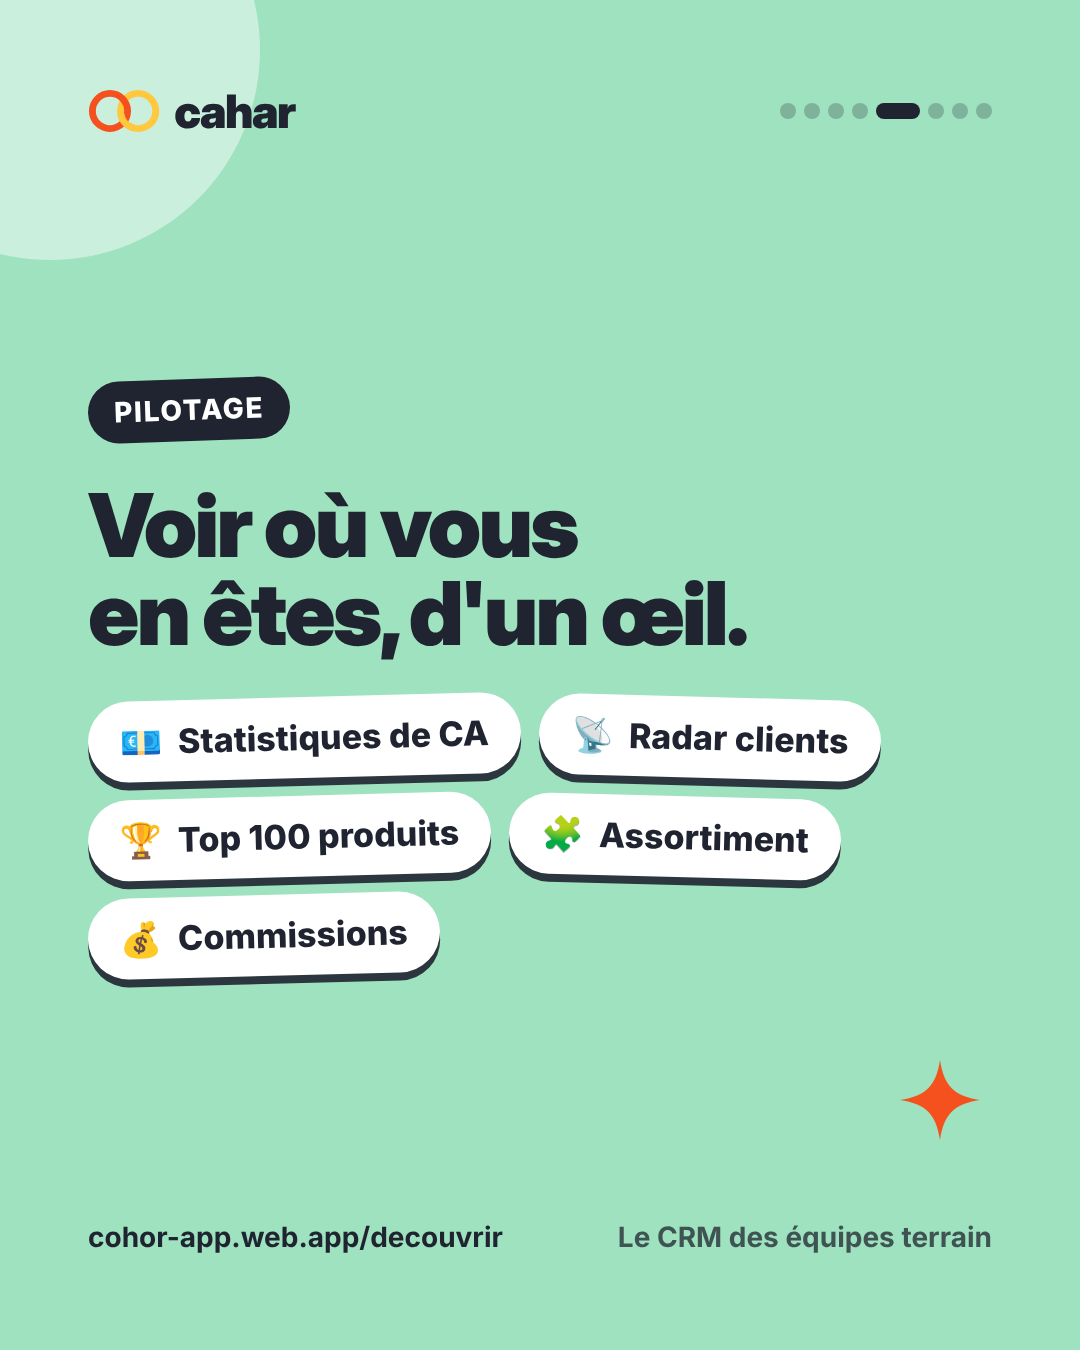 cahar
PILOTAGE
Voir où vous
en êtes, d'un œil.
Statistiques de CA
Radar clients
Top 100 produits
Assortiment
Commissions
cohor-app.web.app/decouvrir
Le CRM des équipes terrain